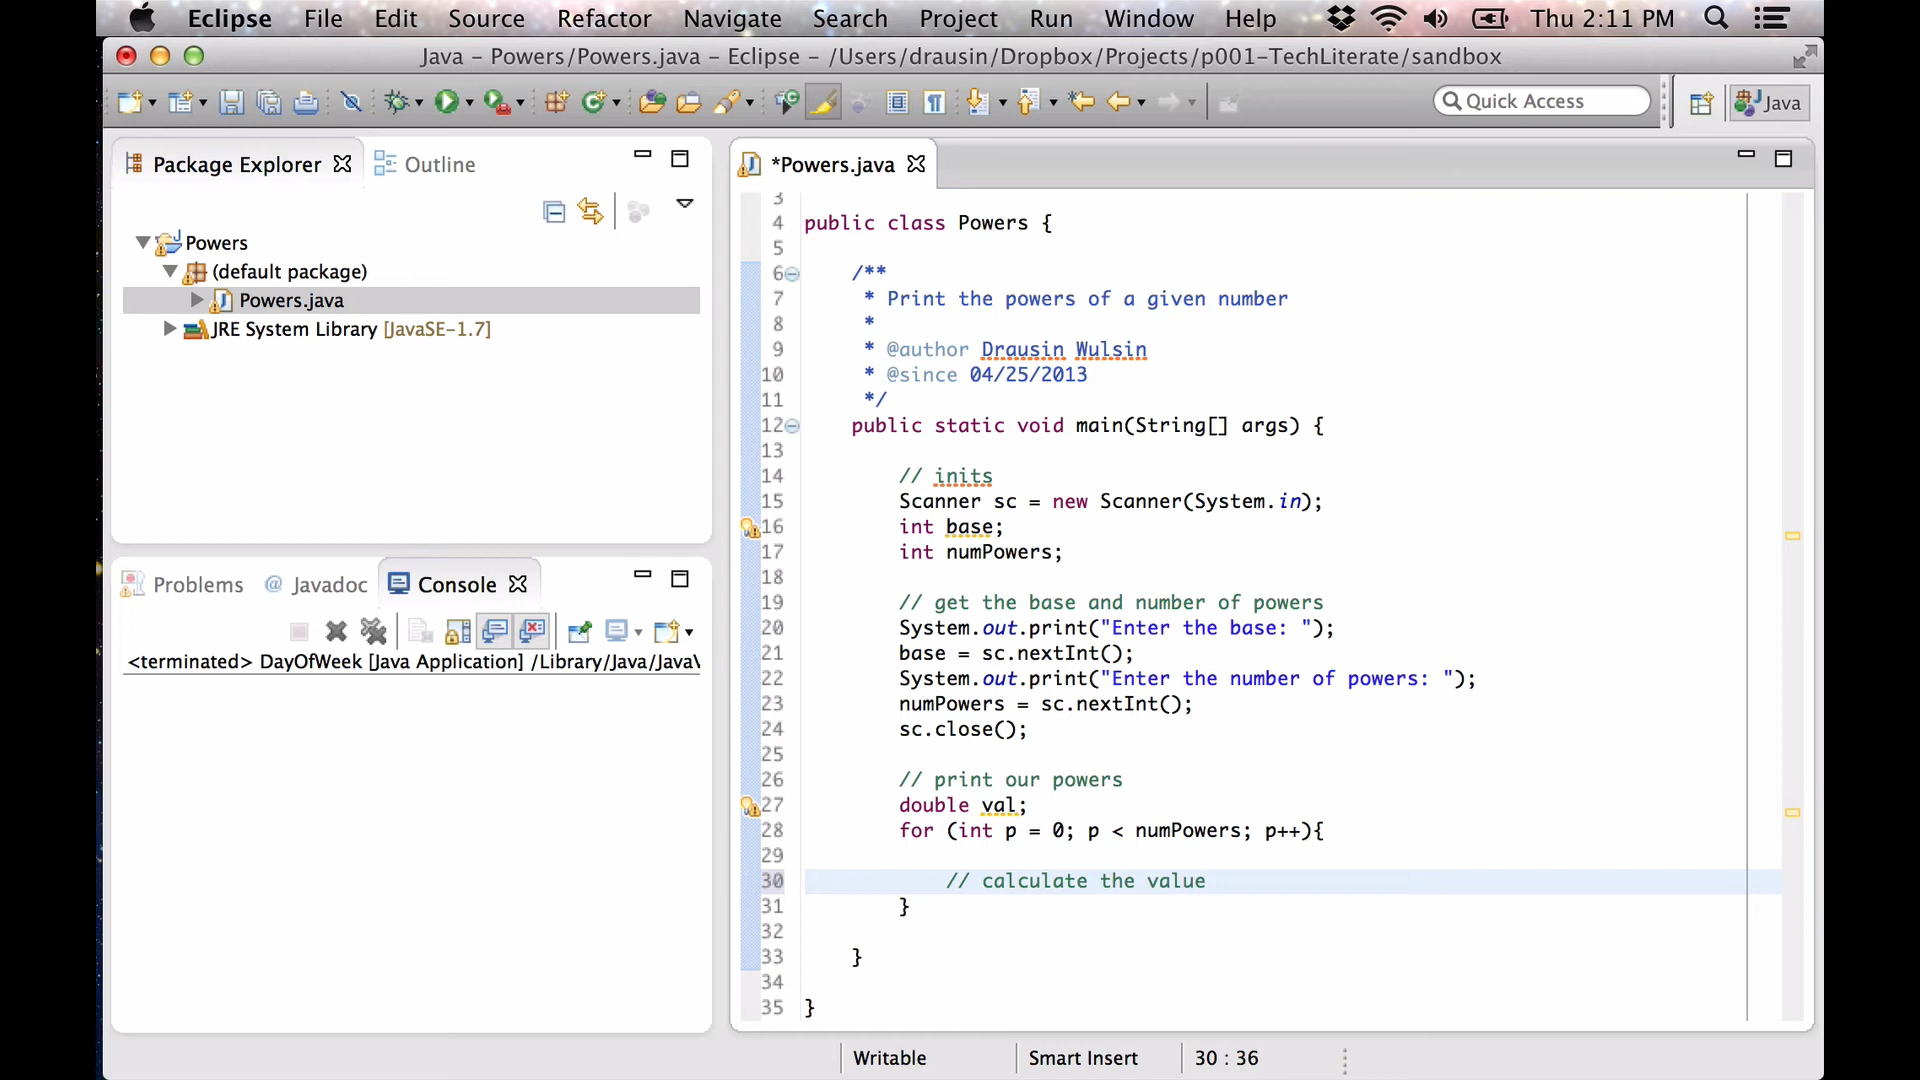 Eclipse File Edit Source Refactor Navigate Search Project Run Window Help Thu 2:11 PM
Java – Powers/Powers.java – Eclipse – /Users/drausin/Dropbox/Projects/p001-TechLiterate/sandbox
Quick Access
Java
Package Explorer
Outline
Powers
(default package)
Powers.java
JRE System Library [JavaSE-1.7]
Problems
@ Javadoc
Console
<terminated> DayOfWeek [Java Application] /Library/Java/JavaV
*Powers.java
3
4 public class Powers {
5
6 /**
7 * Print the powers of a given number
8 *
9 * @author Drausin Wulsin
10 * @since 04/25/2013
11 */
12 public static void main(String[] args) {
13
14 // inits
15 Scanner sc = new Scanner(System.in);
16 int base;
17 int numPowers;
18
19 // get the base and number of powers
20 System.out.print("Enter the base: ");
21 base = sc.nextInt();
22 System.out.print("Enter the number of powers: ");
23 numPowers = sc.nextInt();
24 sc.close();
25
26 // print our powers
27 double val;
28 for (int p = 0; p < numPowers; p++){
29
30 // calculate the value
31 }
32
33 }
34
35 }
Writable
Smart Insert
30 : 36